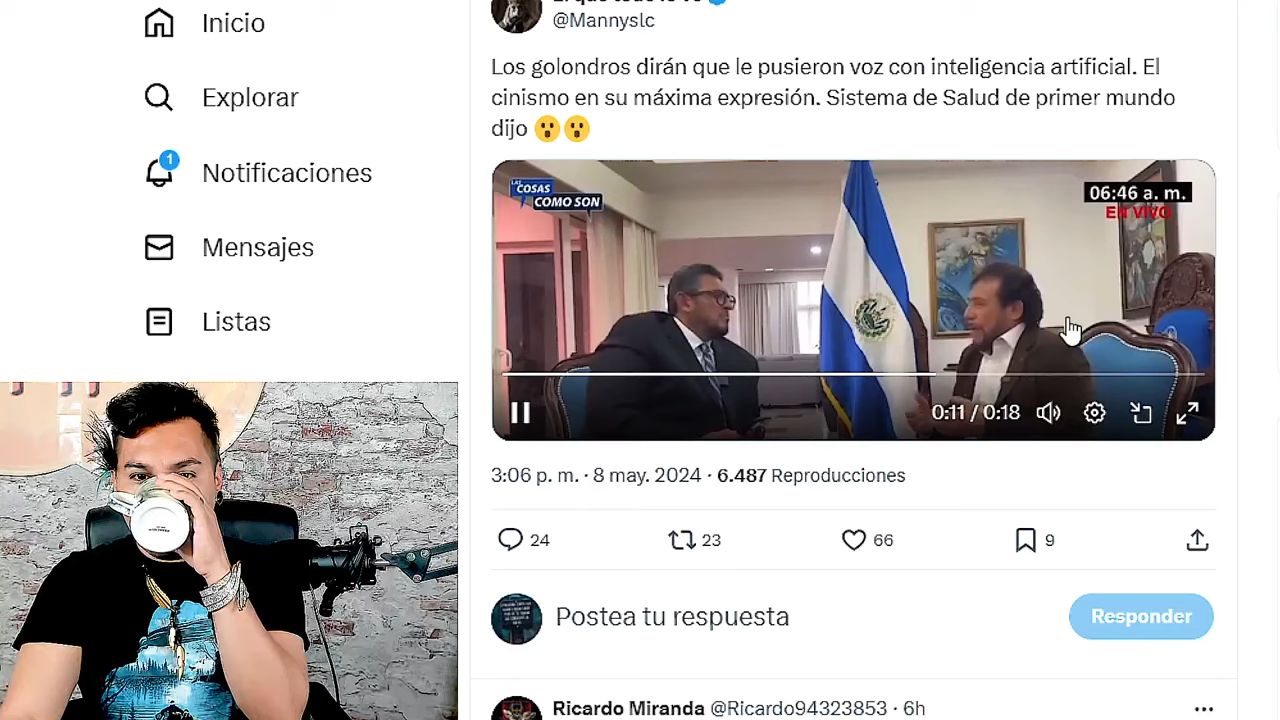 Inicio
Explorar
1
Notificaciones
Mensajes
Listas
@Mannyslc
Los golondros dirán que le pusieron voz con inteligencia artificial. El
cinismo en su máxima expresión. Sistema de Salud de primer mundo
dijo 😮😮
LAS
COSAS
COMO SON
06:46 a. m.
EN VIVO
0:11 / 0:18
3:06 p. m. · 8 may. 2024 · 6.487 Reproducciones
24
23
66
9
Postea tu respuesta
Responder
Ricardo Miranda @Ricardo94323853 · 6h